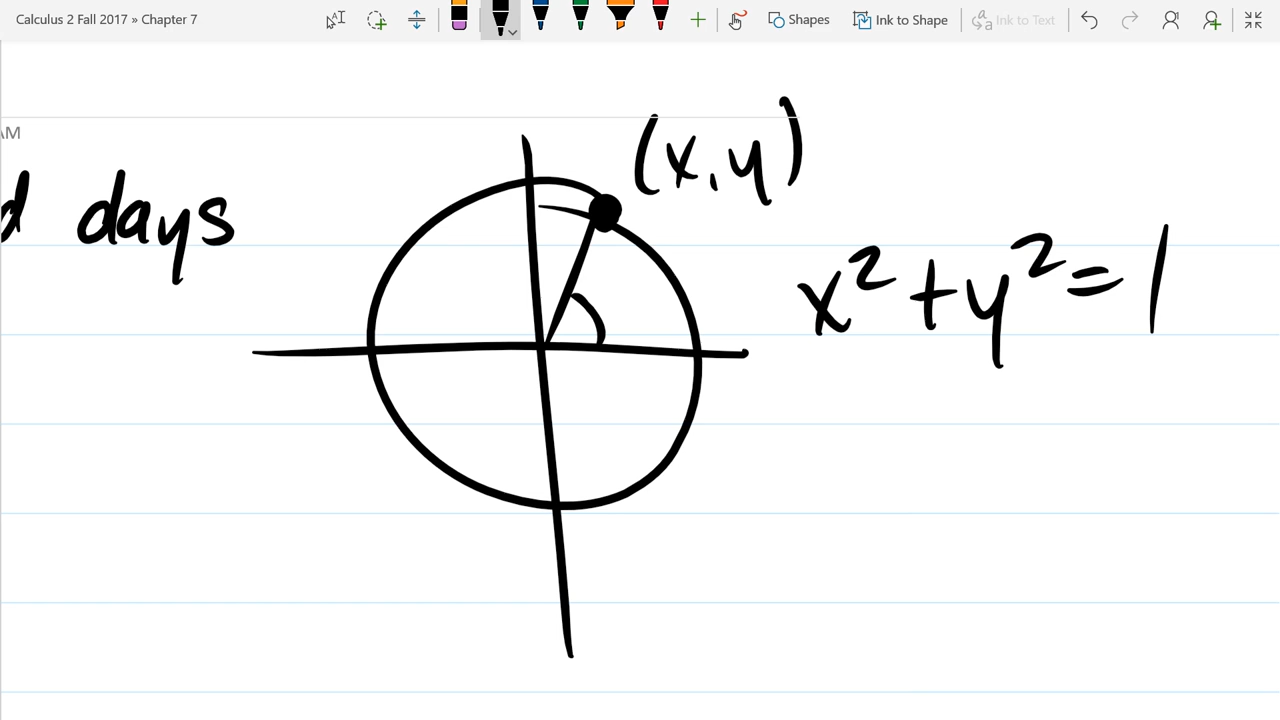 Calculus 2 Fall 2017 » Chapter 7
Shapes
Ink to Shape
Ink to Text
AM
(x,y)
d days
x²+y²=1